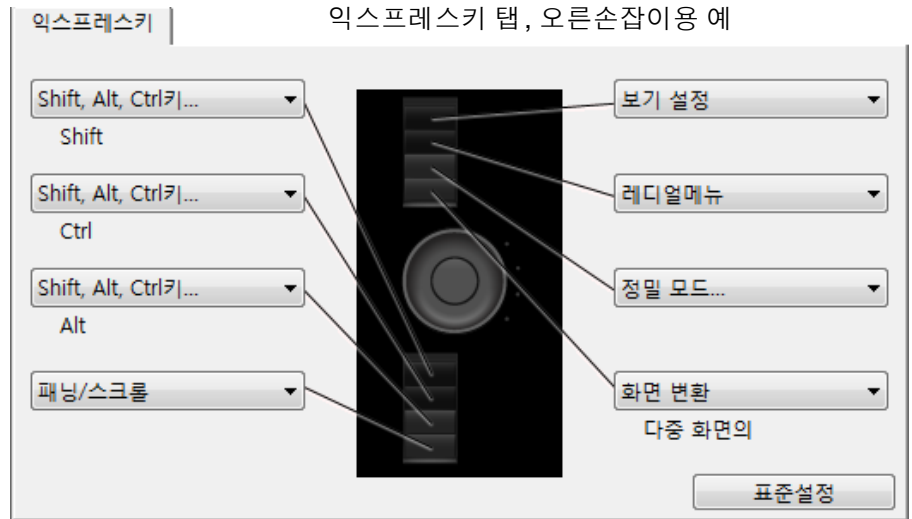 익스프레스키 탭, 오른손잡이용 예
익스프레스키
Shift, Alt, Ctrl키...
Shift
Shift, Alt, Ctrl키...
Ctrl
Shift, Alt, Ctrl키...
Alt
패닝/스크롤
보기 설정
레디얼메뉴
정밀 모드...
화면 변환
다중 화면의
표준설정